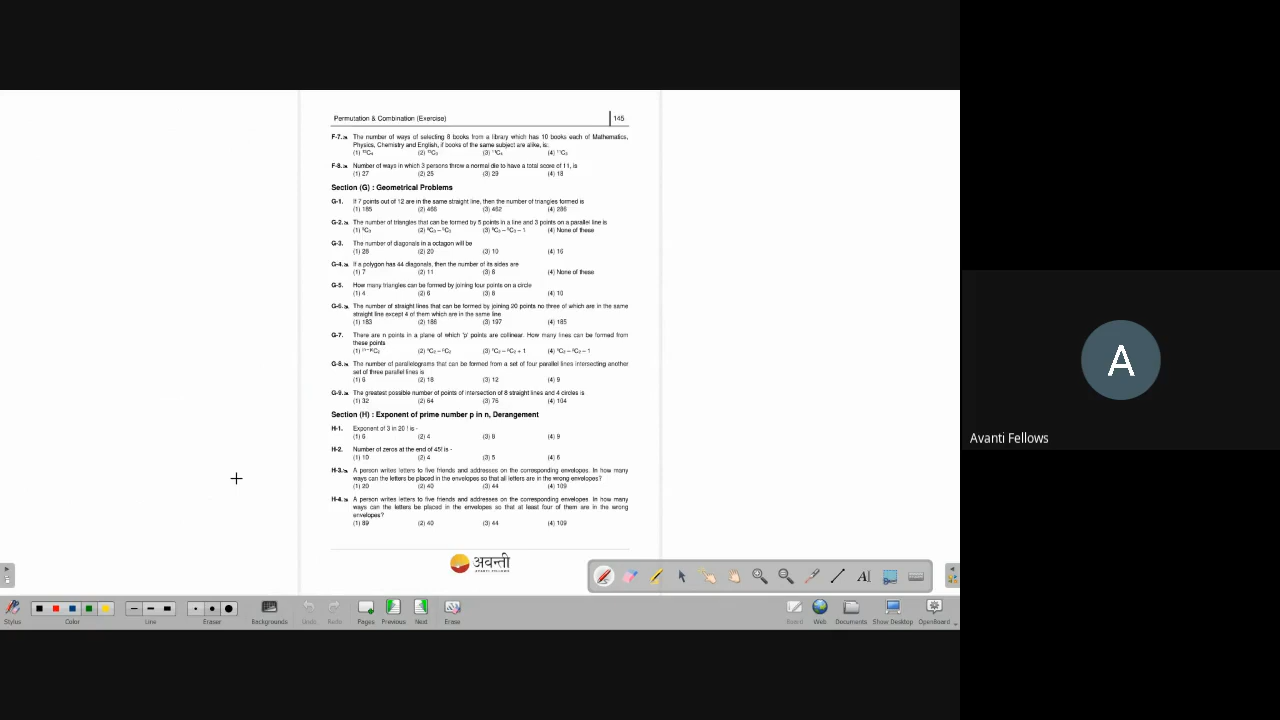 Permutation & Combination (Exercise) 145
F-7. The number of ways of selecting 8 books from a library which has 10 books each of Mathematics,
Physics, Chemistry and English, if books of the same subject are alike, is:
F-8. Number of ways in which 3 persons throw a normal die to have a total score of 11, is
(1) 27 (2) 25 (3) 29 (4) 18
Section (G) : Geometrical Problems
G-1. If 7 points out of 12 are in the same straight line, then the number of triangles formed is
(1) 185 (2) 466 (3) 462 (4) 286
G-2. The number of triangles that can be formed by 5 points in a line and 3 points on a parallel line is
(4) None of these
G-3. The number of diagonals in a octagon will be
(1) 28 (2) 20 (3) 10 (4) 16
G-4. If a polygon has 44 diagonals, then the number of its sides are
(1) 7 (2) 11 (3) 8 (4) None of these
G-5. How many triangles can be formed by joining four points on a circle
(1) 4 (2) 6 (3) 8 (4) 10
G-6. The number of straight lines that can be formed by joining 20 points no three of which are in the same
straight line except 4 of them which are in the same line
(1) 183 (2) 186 (3) 197 (4) 185
G-7. There are n points in a plane of which 'p' points are collinear. How many lines can be formed from
these points
G-8. The number of parallelograms that can be formed from a set of four parallel lines intersecting another
set of three parallel lines is
(1) 6 (2) 18 (3) 12 (4) 9
G-9. The greatest possible number of points of intersection of 8 straight lines and 4 circles is
(1) 32 (2) 64 (3) 76 (4) 104
Section (H) : Exponent of prime number p in n, Derangement
H-1. Exponent of 3 in 20 ! is -
(1) 6 (2) 4 (3) 8 (4) 9
H-2. Number of zeros at the end of 45! is -
(1) 10 (2) 4 (3) 5 (4) 6
H-3. A person writes letters to five friends and addresses on the corresponding envelopes. In how many
ways can the letters be placed in the envelopes so that all letters are in the wrong envelopes?
(1) 20 (2) 40 (3) 44 (4) 109
H-4. A person writes letters to five friends and addresses on the corresponding envelopes. In how many
ways can the letters be placed in the envelopes so that at least four of them are in the wrong
envelopes?
(1) 89 (2) 40 (3) 44 (4) 109
अवन्ती
AVANTI FELLOWS
A
Avanti Fellows
Stylus Color Line Eraser Backgrounds Undo Redo Pages Previous Next Erase Board Web Documents Show Desktop OpenBoard